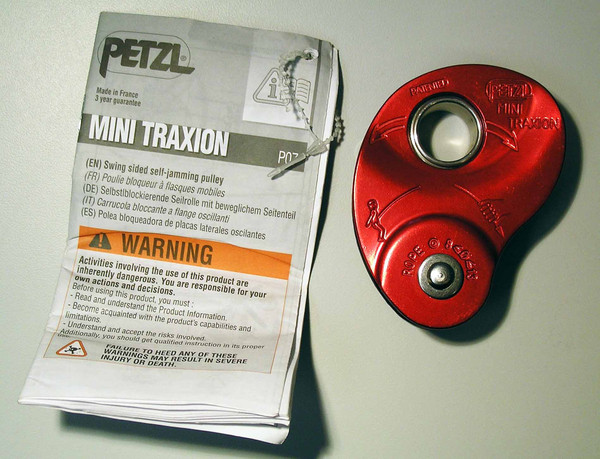 PETZL
Made in France
3 year guarantee
MINI TRAXION
P07
(EN) Swing sided self-jamming pulley
(FR) Poulie bloqueur à flasques mobiles
(DE) Selbstblockierende Seilrolle mit beweglichem Seitenteil
(IT) Carrucola bloccante a flange oscillanti
(ES) Polea bloqueadora de placas laterales oscilantes
WARNING
Activities involving the use of this product are
inherently dangerous. You are responsible for your
own actions and decisions.
Before using this product, you must :
- Read and understand the Product Information.
- Become acquainted with the product's capabilities and
limitations.
- Understand and accept the risks involved.
Additionally, you should get qualified instruction in its proper
FAILURE TO HEED ANY OF THESE
WARNINGS MAY RESULT IN SEVERE
INJURY OR DEATH.
PATENTED
PETZL
MINI
TRAXION
ROPE